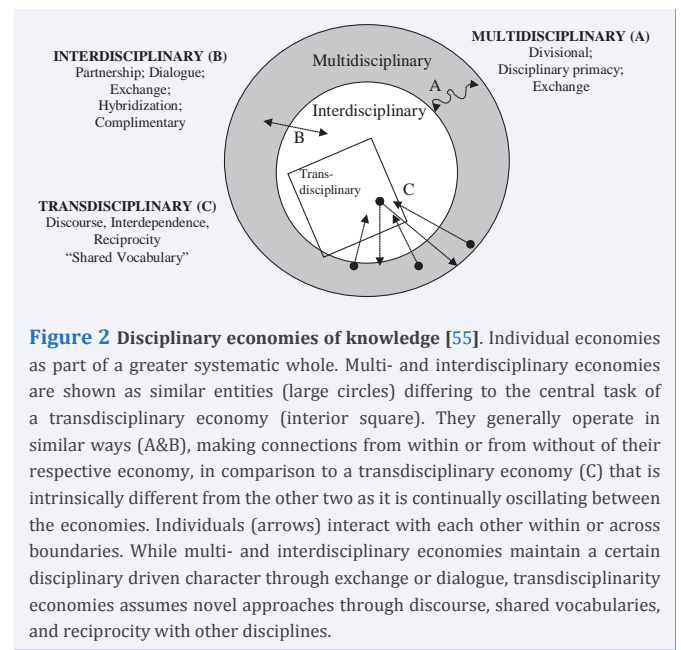 INTERDISCIPLINARY (B)
Partnership; Dialogue;
Exchange;
Hybridization;
Complimentary
MULTIDISCIPLINARY (A)
Divisional;
Disciplinary primacy;
Exchange
Multidisciplinary
A
Interdisciplinary
B
Trans-
disciplinary
C
TRANSDISCIPLINARY (C)
Discourse, Interdependence,
Reciprocity
“Shared Vocabulary”
Figure 2 Disciplinary economies of knowledge [55]. Individual economies
as part of a greater systematic whole. Multi- and interdisciplinary economies
are shown as similar entities (large circles) differing to the central task of
a transdisciplinary economy (interior square). They generally operate in
similar ways (A&B), making connections from within or from without of their
respective economy, in comparison to a transdisciplinary economy (C) that is
intrinsically different from the other two as it is continually oscillating between
the economies. Individuals (arrows) interact with each other within or across
boundaries. While multi- and interdisciplinary economies maintain a certain
disciplinary driven character through exchange or dialogue, transdisciplinarity
economies assumes novel approaches through discourse, shared vocabularies,
and reciprocity with other disciplines.